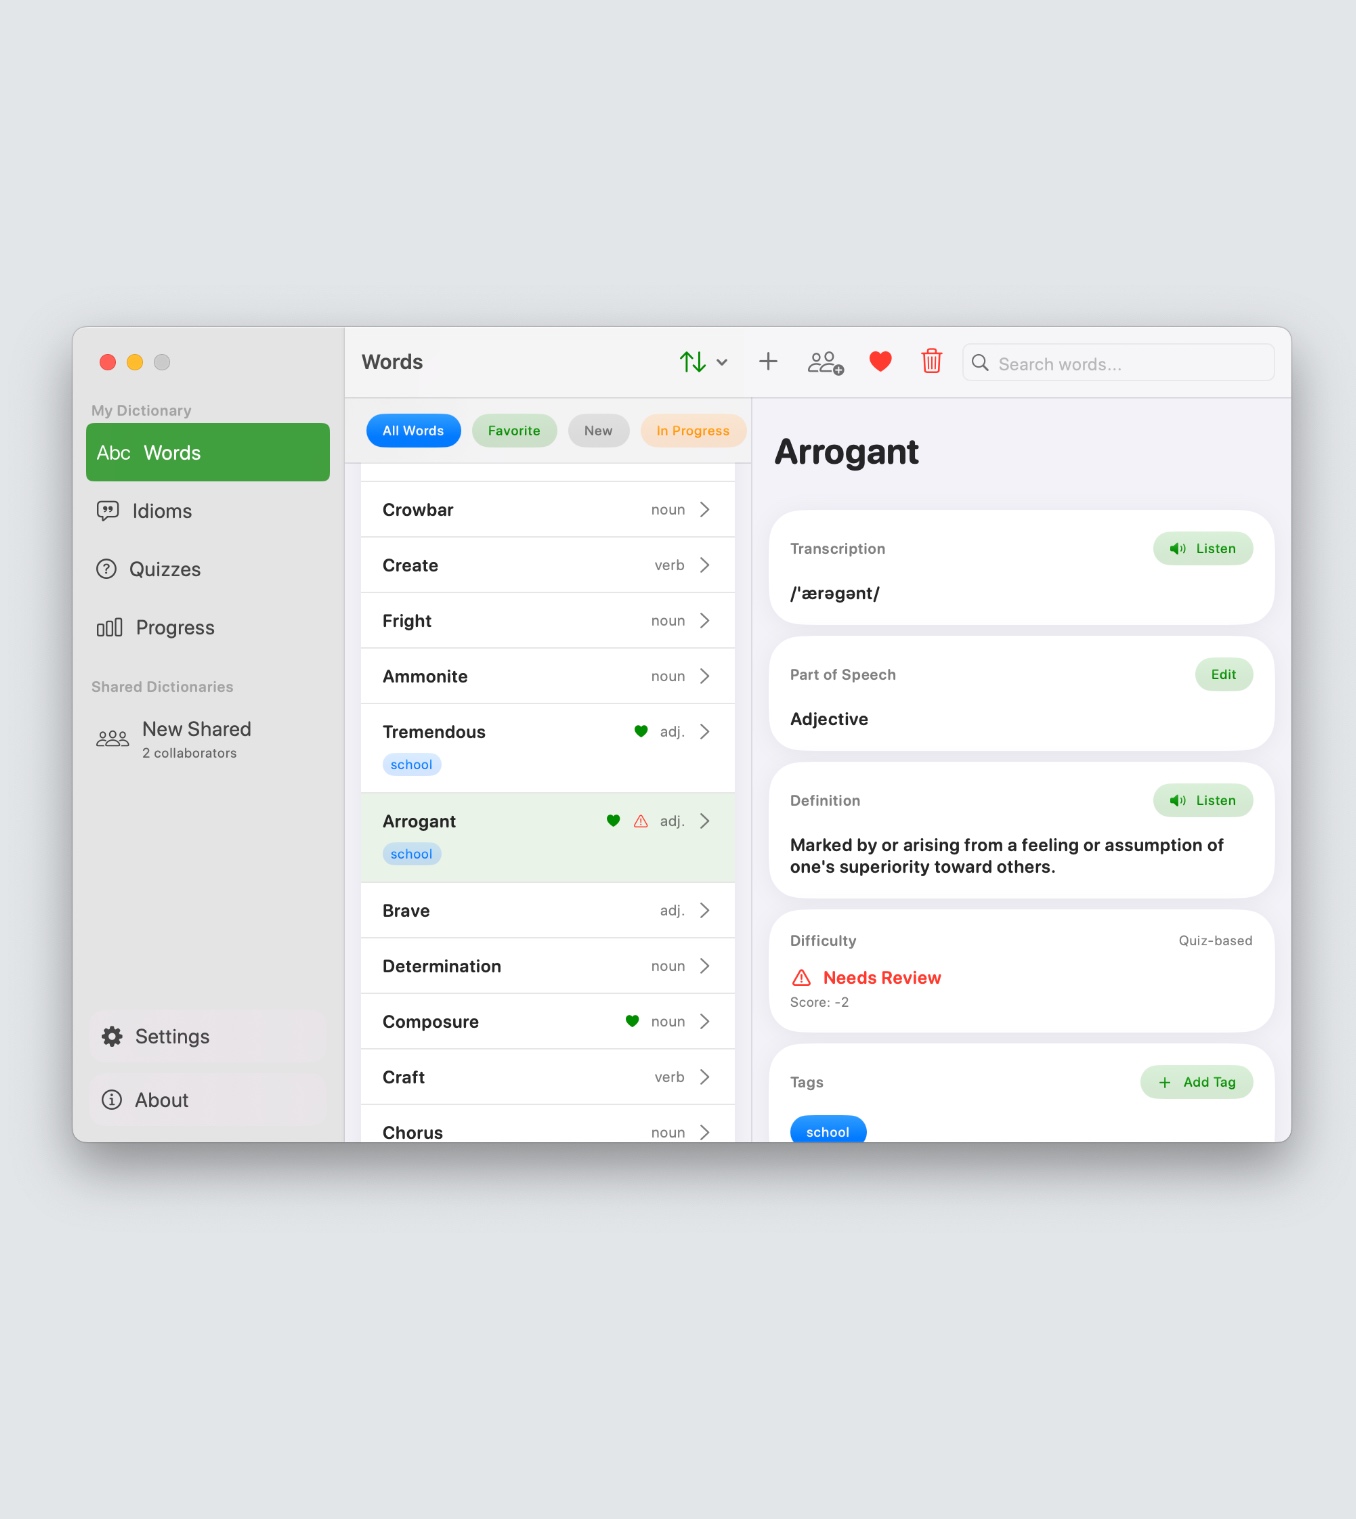 My Dictionary
Abc Words
Idioms
Quizzes
Progress
Shared Dictionaries
New Shared
2 collaborators
Settings
About
Words
Search words...
All Words
Favorite
New
In Progress
Crowbar noun
Create verb
Fright noun
Ammonite noun
Tremendous adj.
school
Arrogant adj.
school
Brave adj.
Determination noun
Composure noun
Craft verb
Chorus noun
Arrogant
Transcription Listen
/'ærəgənt/
Part of Speech Edit
Adjective
Definition Listen
Marked by or arising from a feeling or assumption of
one's superiority toward others.
Difficulty Quiz-based
Needs Review
Score: -2
Tags + Add Tag
school